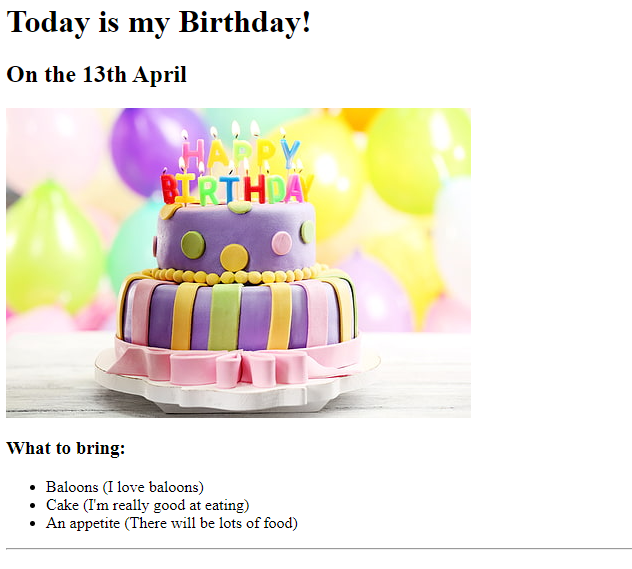 Today is my Birthday!
On the 13th April
HAPPY
BIRTHDAY
What to bring:
Baloons (I love baloons)
Cake (I'm really good at eating)
An appetite (There will be lots of food)